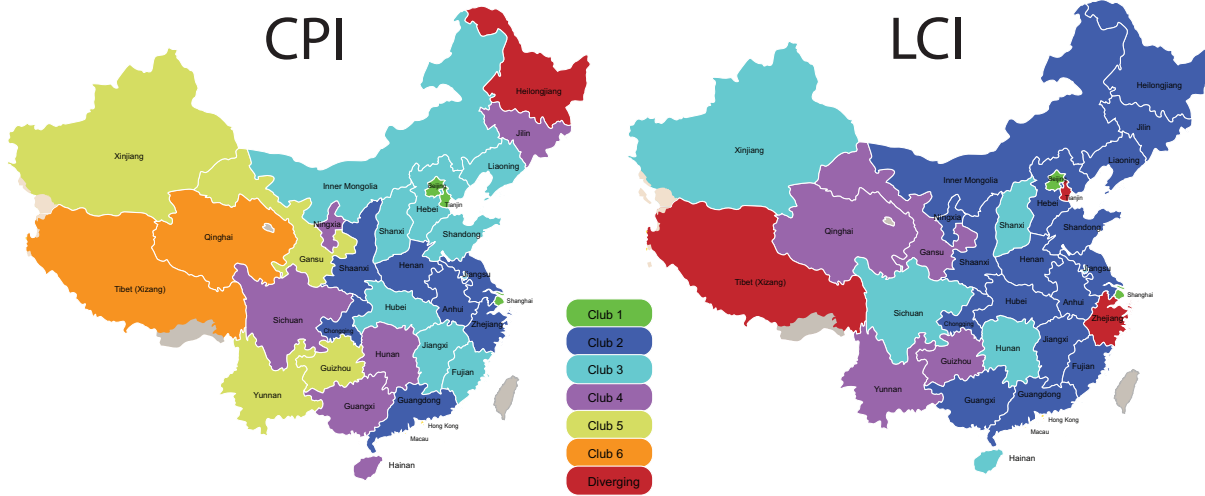 CPI
Heilongjiang
Jilin
Xinjiang
Liaoning
Inner Mongolia
Beijing
Tianjin
Hebei
Ningxia
Shanxi
Shandong
Qinghai
Gansu
Shaanxi
Henan
Jiangsu
Tibet (Xizang)
Shanghai
Sichuan
Hubei
Anhui
Chongqing
Zhejiang
Hunan
Jiangxi
Guizhou
Fujian
Yunnan
Guangxi
Guangdong
Hong Kong
Macau
Hainan
Club 1
Club 2
Club 3
Club 4
Club 5
Club 6
Diverging
LCI
Heilongjiang
Jilin
Xinjiang
Liaoning
Inner Mongolia
Beijin
Tianjin
Hebei
Ningxia
Shanxi
Shandonn
Qinghai
Gansu
Shaanxi
Henan
Jiangsu
Tibet (Xizang)
Shanghai
Sichuan
Hubei
Anhui
Chongqing
Zhejiang
Hunan
Jiangxi
Guizhou
Fujian
Yunnan
Guangxi
Guangdong
Hong Kong
Macau
Hainan